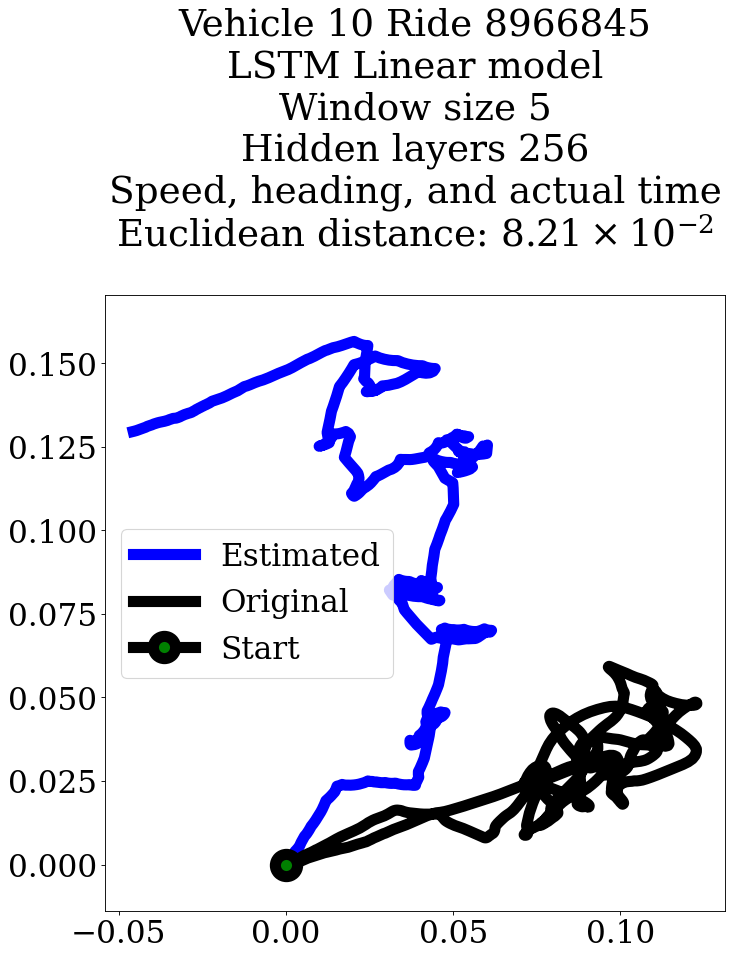 Vehicle 10 Ride 8966845
LSTM Linear model
Window size 5
Hidden layers 256
Speed, heading, and actual time
Euclidean distance: 8.21 × 10⁻²
0.150
0.125
0.100
0.075
0.050
0.025
0.000
Estimated
Original
Start
−0.05 0.00 0.05 0.10